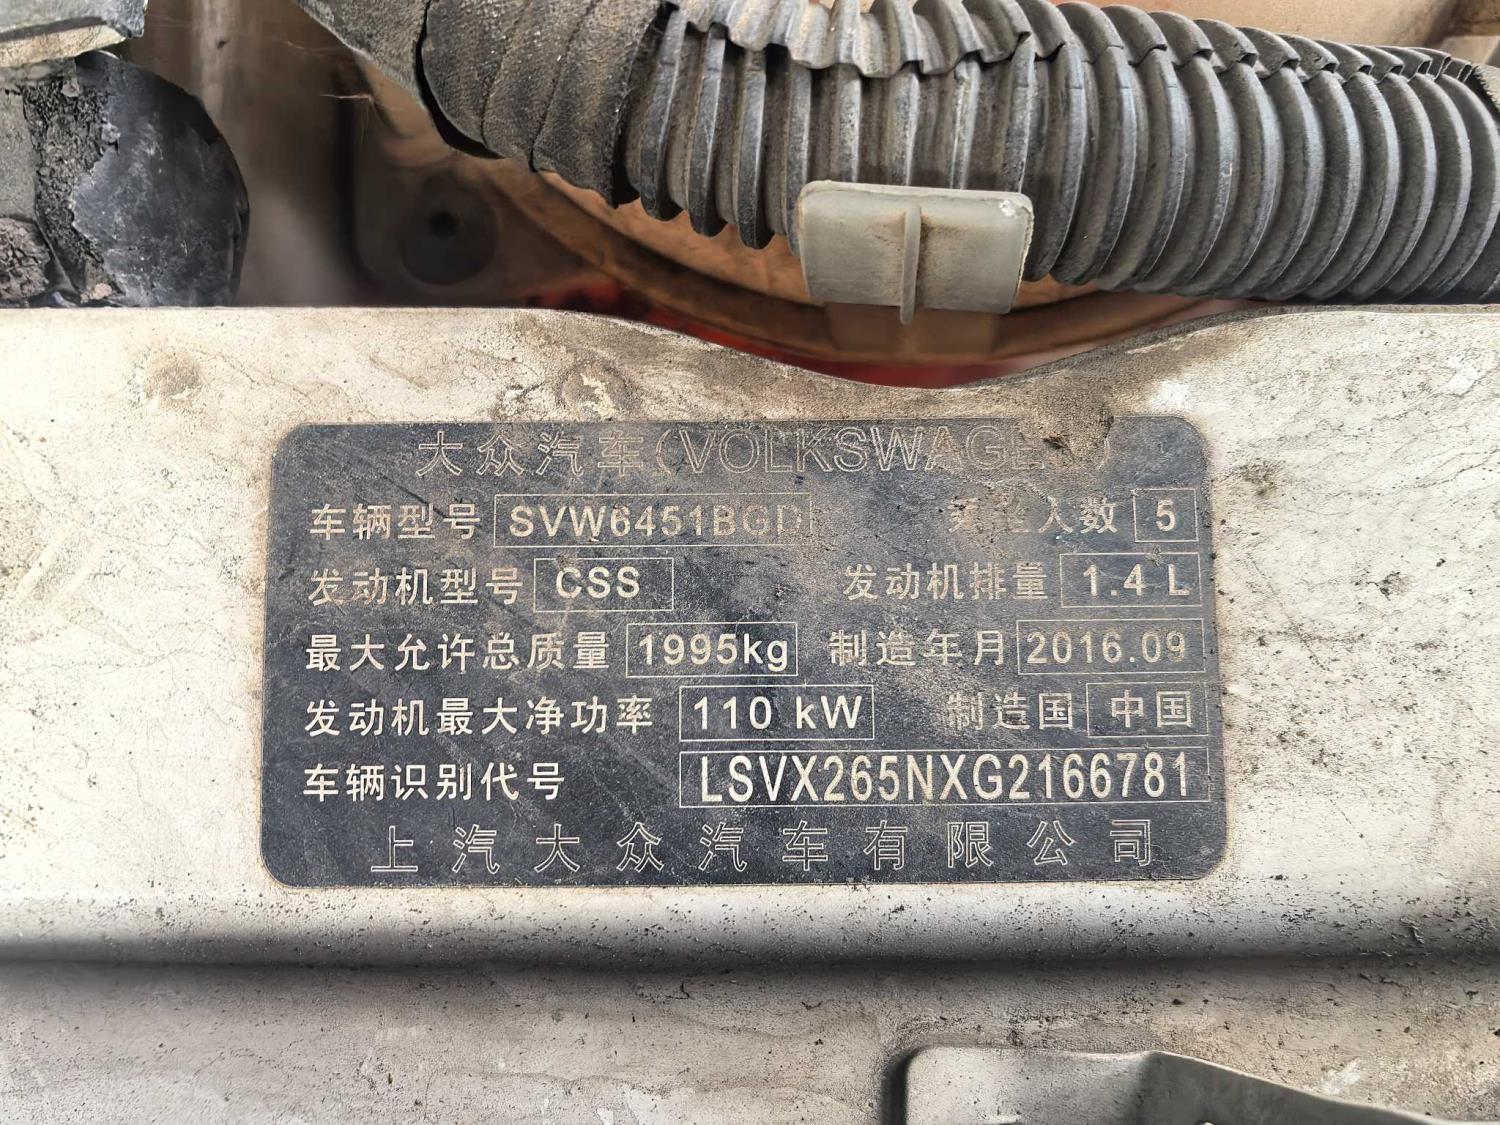 大众汽车(VOLKSWAGEN)
车辆型号 SVW6451BGD 乘坐人数 5
发动机型号 CSS 发动机排量 1.4 L
最大允许总质量 1995kg 制造年月 2016.09
发动机最大净功率 110 kW 制造国 中国
车辆识别代号 LSVX265NXG2166781
上汽大众汽车有限公司